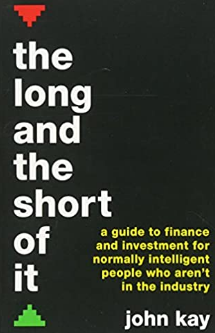 the
long
and
the
short
of
it
a guide to finance
and investment for
normally intelligent
people who aren't
in the industry
john kay